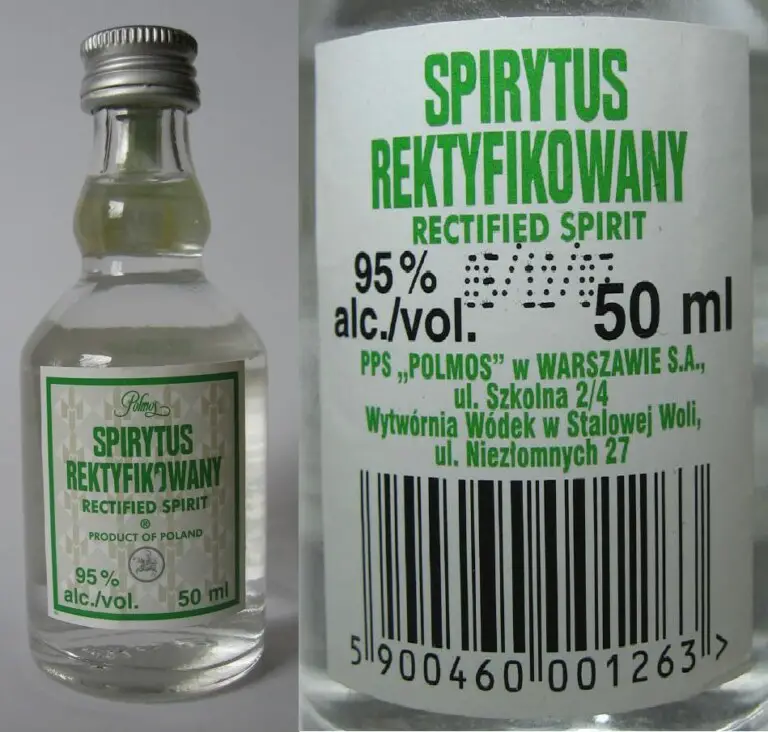 Polmos
SPIRYTUS
REKTYFIKOWANY
RECTIFIED SPIRIT
®
PRODUCT OF POLAND
95%
alc./vol. 50 ml
SPIRYTUS
REKTYFIKOWANY
RECTIFIED SPIRIT
95%
alc./vol. 50 ml
PPS „POLMOS” w WARSZAWIE S.A.,
ul. Szkolna 2/4
Wytwórnia Wódek w Stalowej Woli,
ul. Niezłomnych 27
5 900460 001263 >